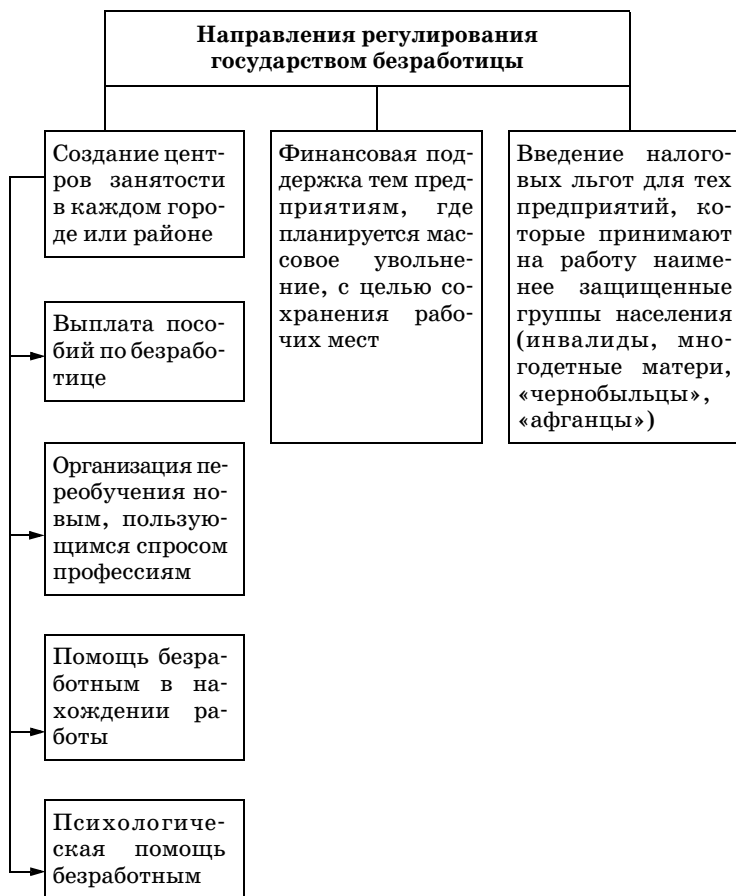 Направления регулирования
государством безработицы
Создание цент-
ров занятости
в каждом горо-
де или районе
Финансовая под-
держка тем пред-
приятиям, где
планируется мас-
совое увольне-
ние, с целью со-
хранения рабо-
чих мест
Введение налого-
вых льгот для тех
предприятий, ко-
торые принимают
на работу наиме-
нее защищенные
группы населения
(инвалиды, мно-
годетные матери,
«чернобыльцы»,
«афганцы»)
Выплата посо-
бий по безрабо-
тице
Организация пе-
реобучения но-
вым, пользую-
щимся спросом
профессиям
Помощь безра-
ботным в на-
хождении ра-
боты
Психологиче-
ская помощь
безработным